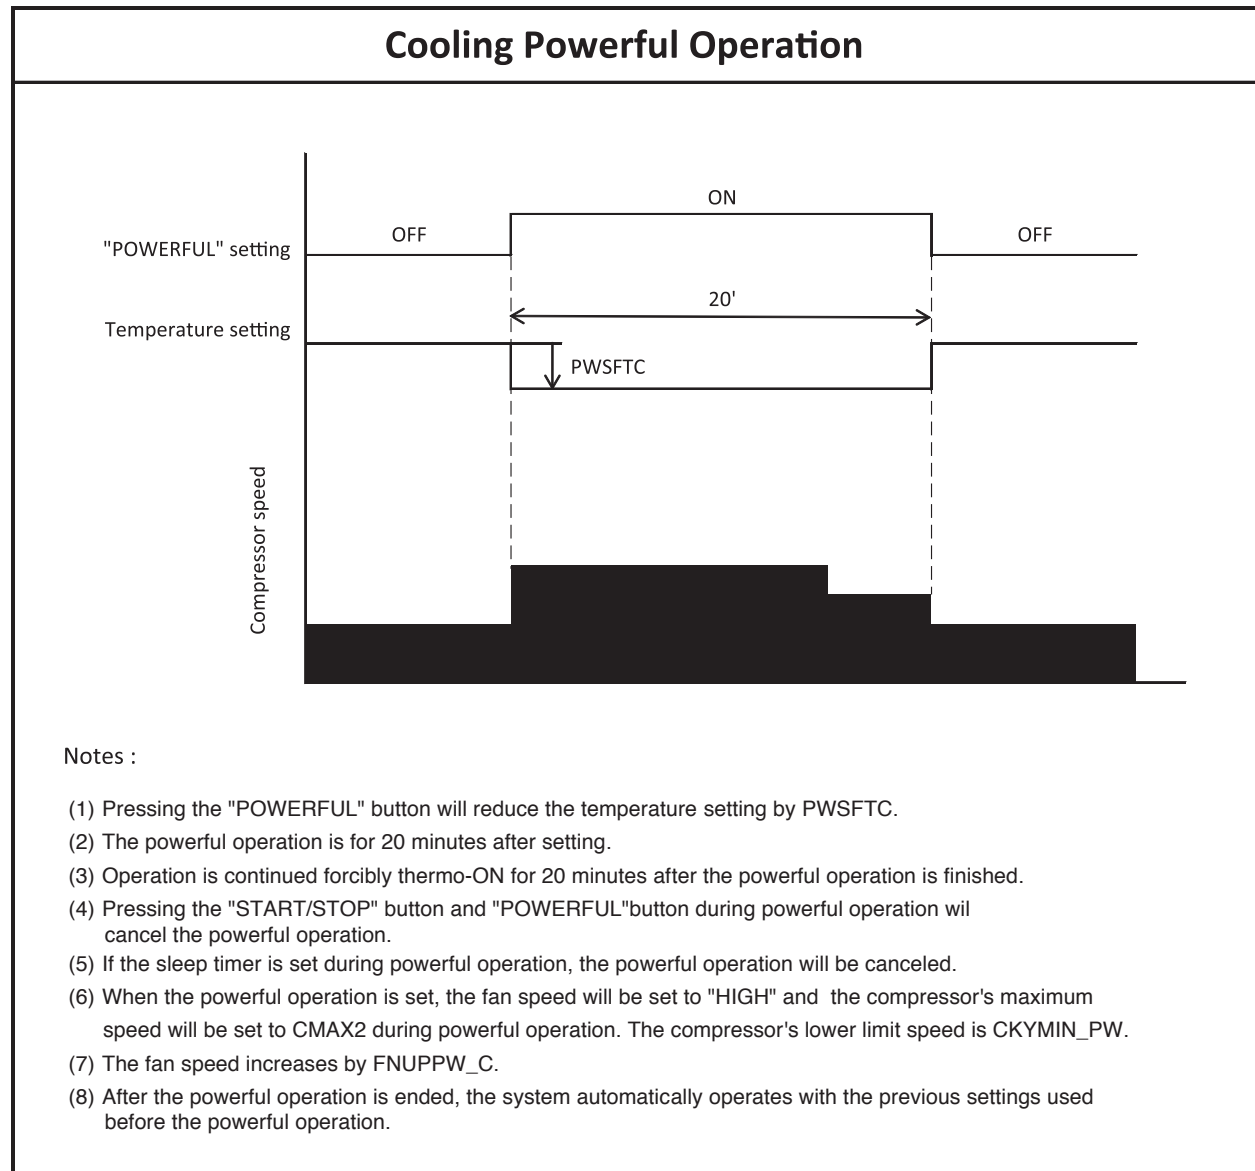 Cooling Powerful Operation
ON
OFF
OFF
"POWERFUL" setting
20'
Temperature setting
PWSFTC
Compressor speed
Notes :
(1) Pressing the "POWERFUL" button will reduce the temperature setting by PWSFTC.
(2) The powerful operation is for 20 minutes after setting.
(3) Operation is continued forcibly thermo-ON for 20 minutes after the powerful operation is finished.
(4) Pressing the "START/STOP" button and "POWERFUL"button during powerful operation wil
cancel the powerful operation.
(5) If the sleep timer is set during powerful operation, the powerful operation will be canceled.
(6) When the powerful operation is set, the fan speed will be set to "HIGH" and  the compressor's maximum
speed will be set to CMAX2 during powerful operation. The compressor's lower limit speed is CKYMIN_PW.
(7) The fan speed increases by FNUPPW_C.
(8) After the powerful operation is ended, the system automatically operates with the previous settings used
before the powerful operation.